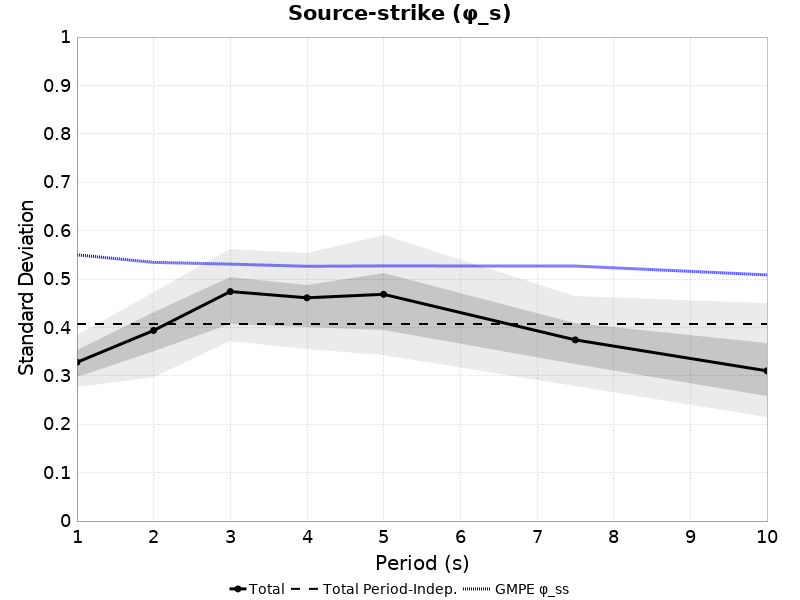 Source-strike (φ_s)
1
0.9
0.8
0.7
0.6
0.5
0.4
0.3
0.2
0.1
0
Standard Deviation
1 2 3 4 5 6 7 8 9 10
Period (s)
Total Total Period-Indep. GMPE φ_ss